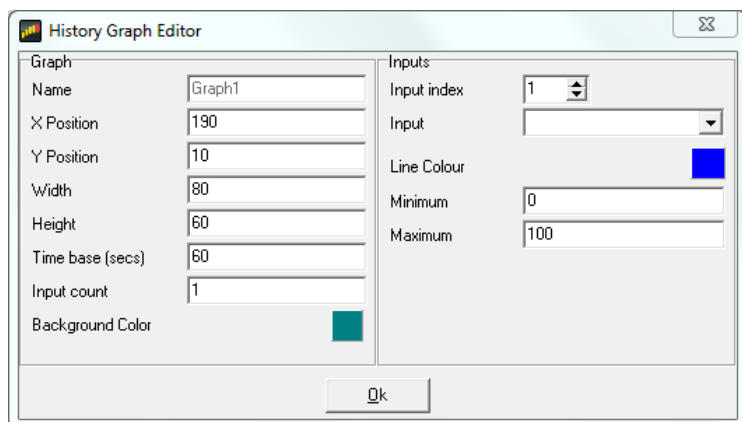 History Graph Editor
Graph
Name Graph1
X Position 190
Y Position 10
Width 80
Height 60
Time base (secs) 60
Input count 1
Background Color
Inputs
Input index 1
Input
Line Colour
Minimum 0
Maximum 100
Ok